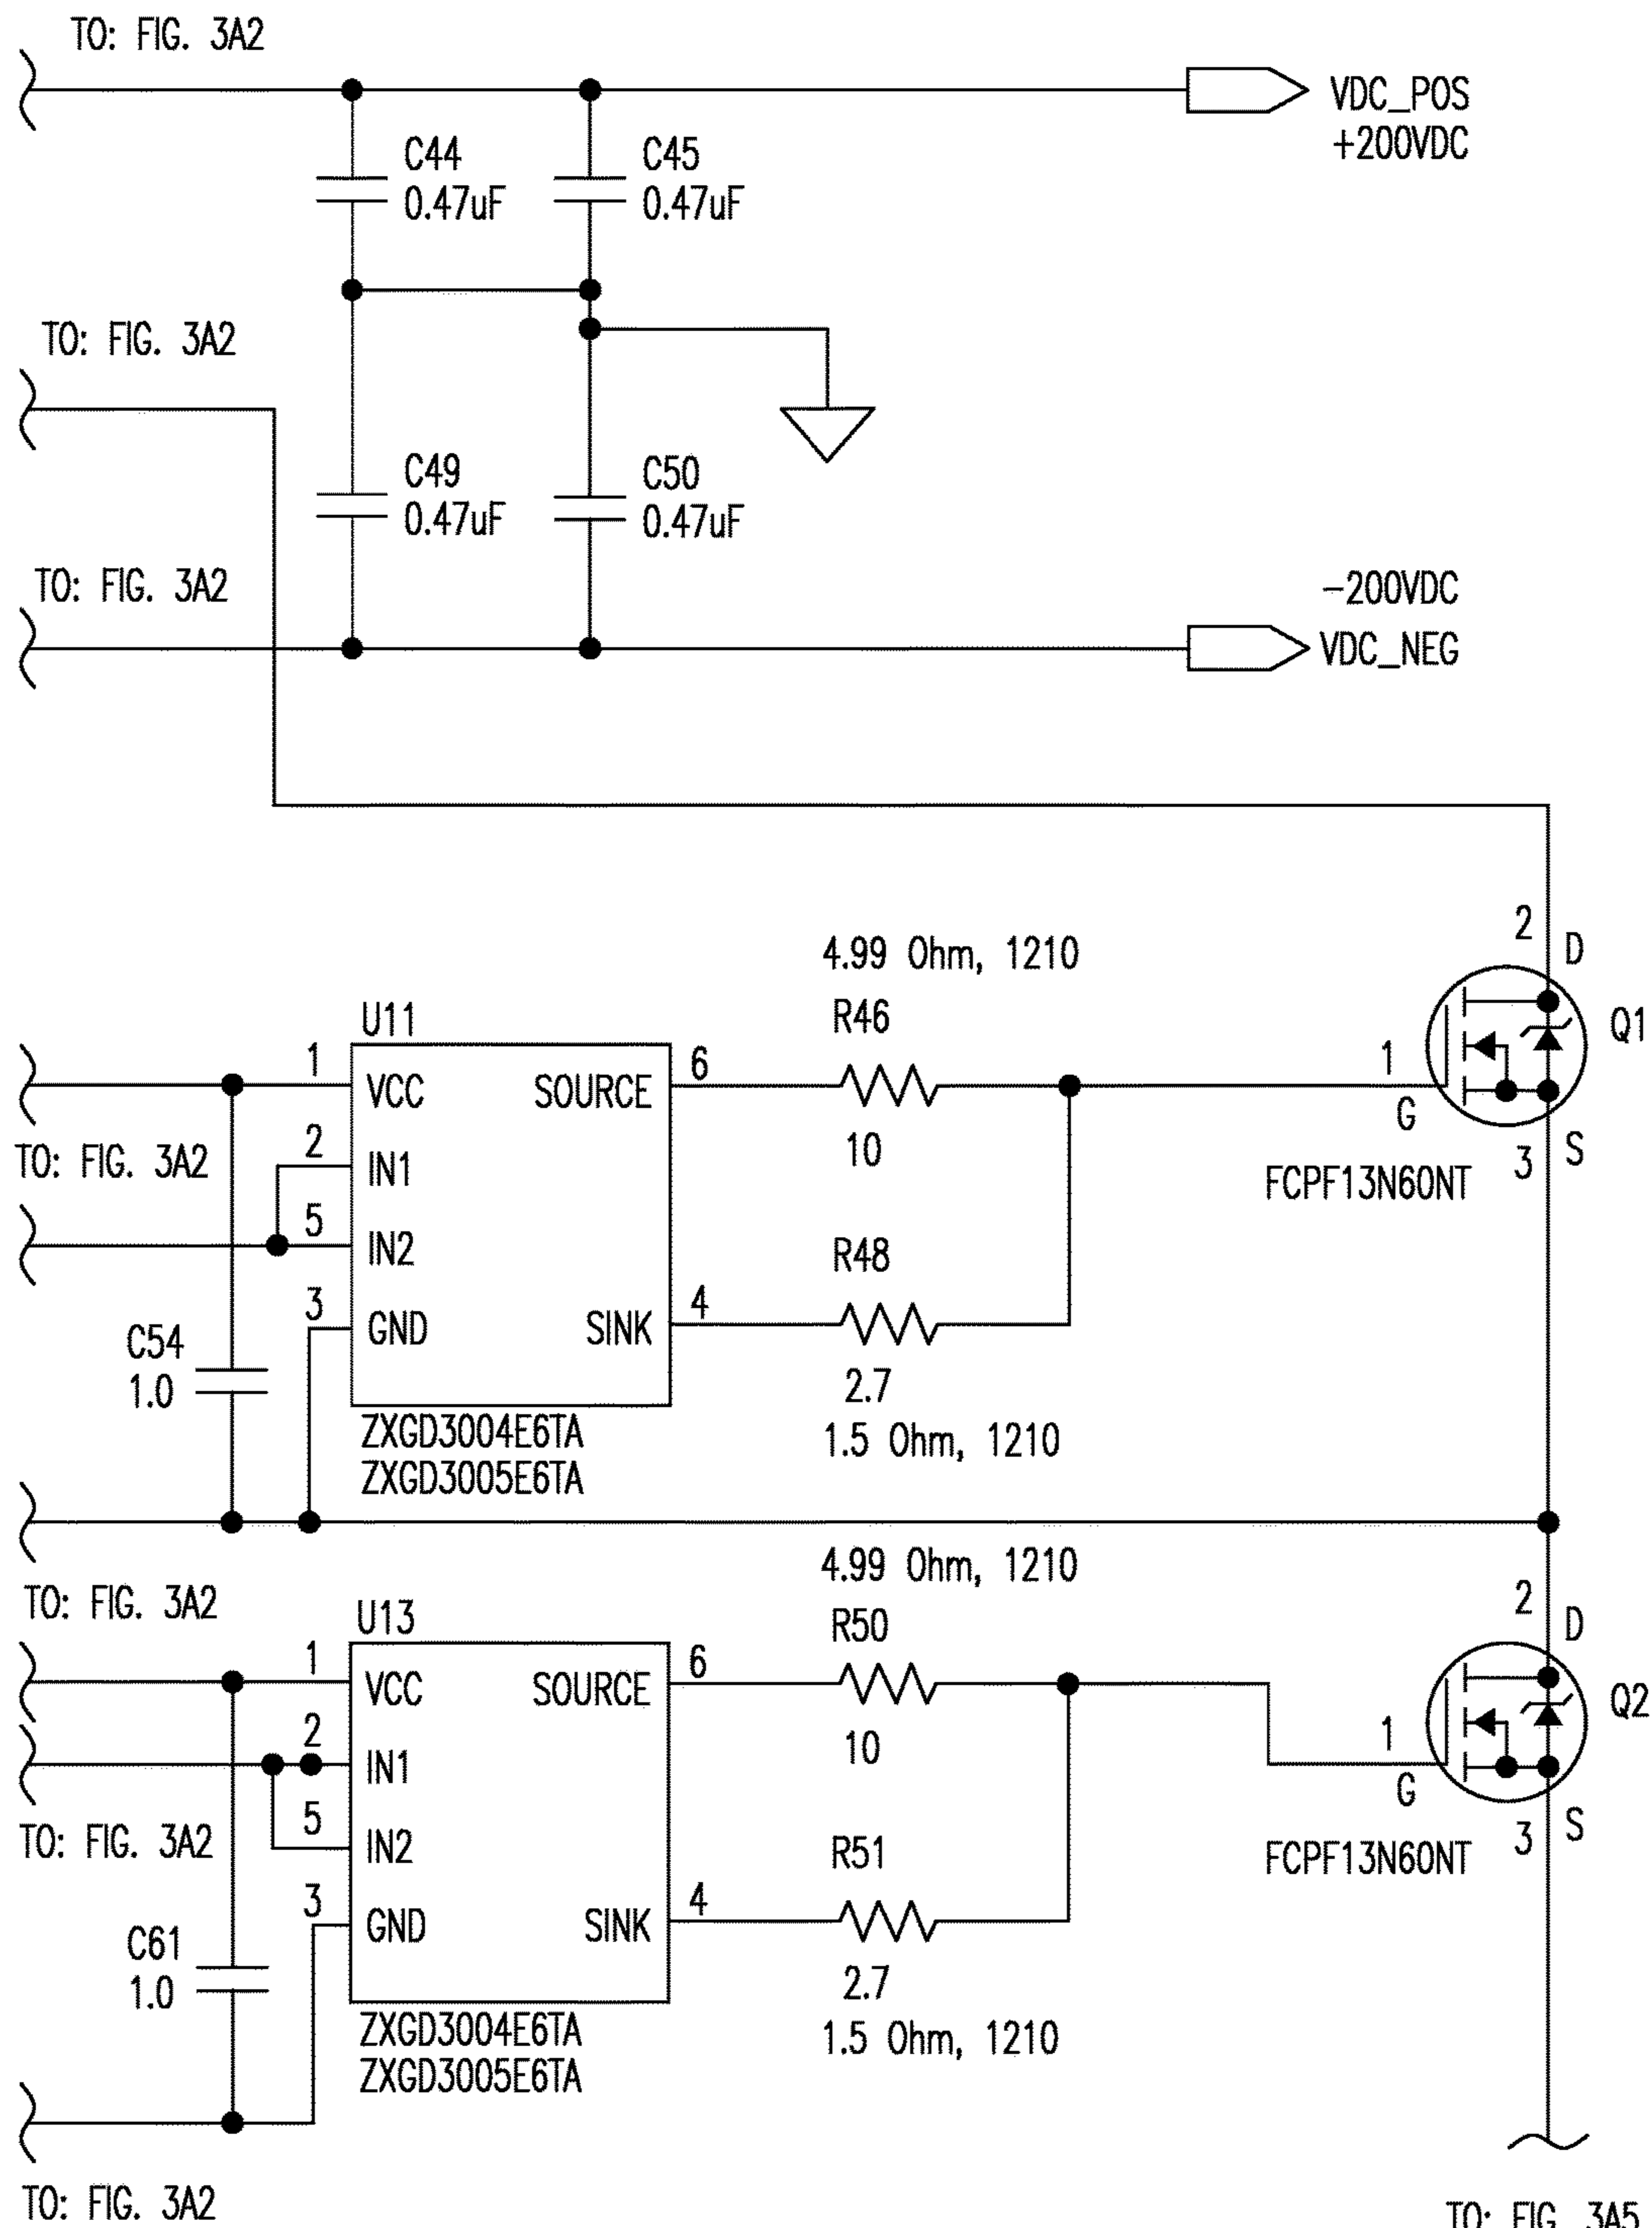 TO: FIG. 3A2
VDC_POS
+200VDC
C44
0.47uF
C45
0.47uF
TO: FIG. 3A2
C49
0.47uF
C50
0.47uF
TO: FIG. 3A2
-200VDC
VDC_NEG
2
D
4.99 Ohm, 1210
R46
U11
Q1
1
VCC
SOURCE
6
1
G
10
TO: FIG. 3A2
2
IN1
3
S
FCPF13N60NT
5
IN2
R48
3
GND
SINK
4
C54
1.0
2.7
1.5 Ohm, 1210
ZXGD3004E6TA
ZXGD3005E6TA
4.99 Ohm, 1210
TO: FIG. 3A2
2
D
U13
R50
1
VCC
SOURCE
6
Q2
10
2
IN1
1
G
TO: FIG. 3A2
5
IN2
R51
3
S
FCPF13N60NT
3
GND
SINK
4
C61
1.0
2.7
1.5 Ohm, 1210
ZXGD3004E6TA
ZXGD3005E6TA
TO: FIG. 3A2
TO: FIG. 3A5